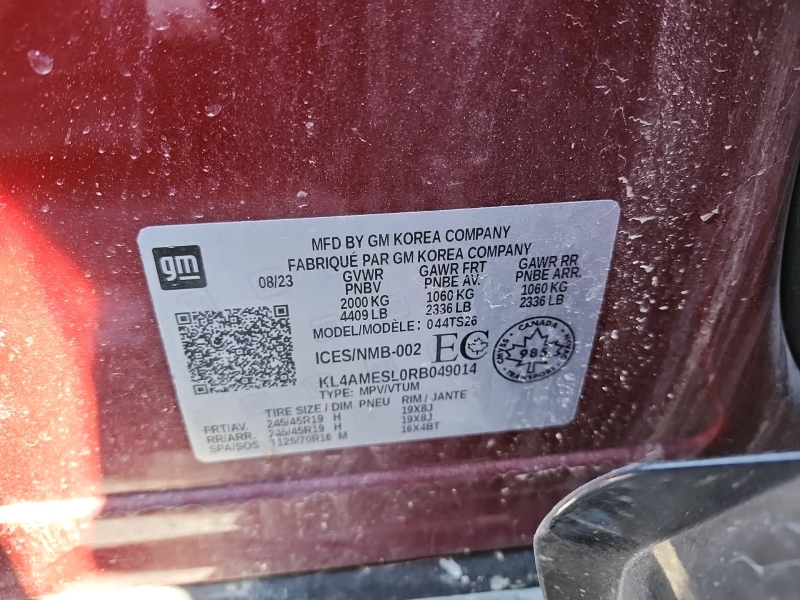 gm
MFD BY GM KOREA COMPANY
FABRIQUÉ PAR GM KOREA COMPANY
08/23 GVWR GAWR FRT GAWR RR
PNBV PNBE AV. PNBE ARR.
2000 KG 1060 KG 1060 KG
4409 LB 2336 LB 2336 LB
MODEL/MODÈLE: 044TS26
ICES/NMB-002 EC
CANADA
985
TRANSPORT
KL4AMESL0RB049014
TYPE: MPV/VTUM
TIRE SIZE / DIM PNEU RIM / JANTE
FRT/AV. 245/45R19 H 19X8J
RR/ARR. 245/45R19 H 19X8J
SPA/SOS T125/70R16 M 16X4BT